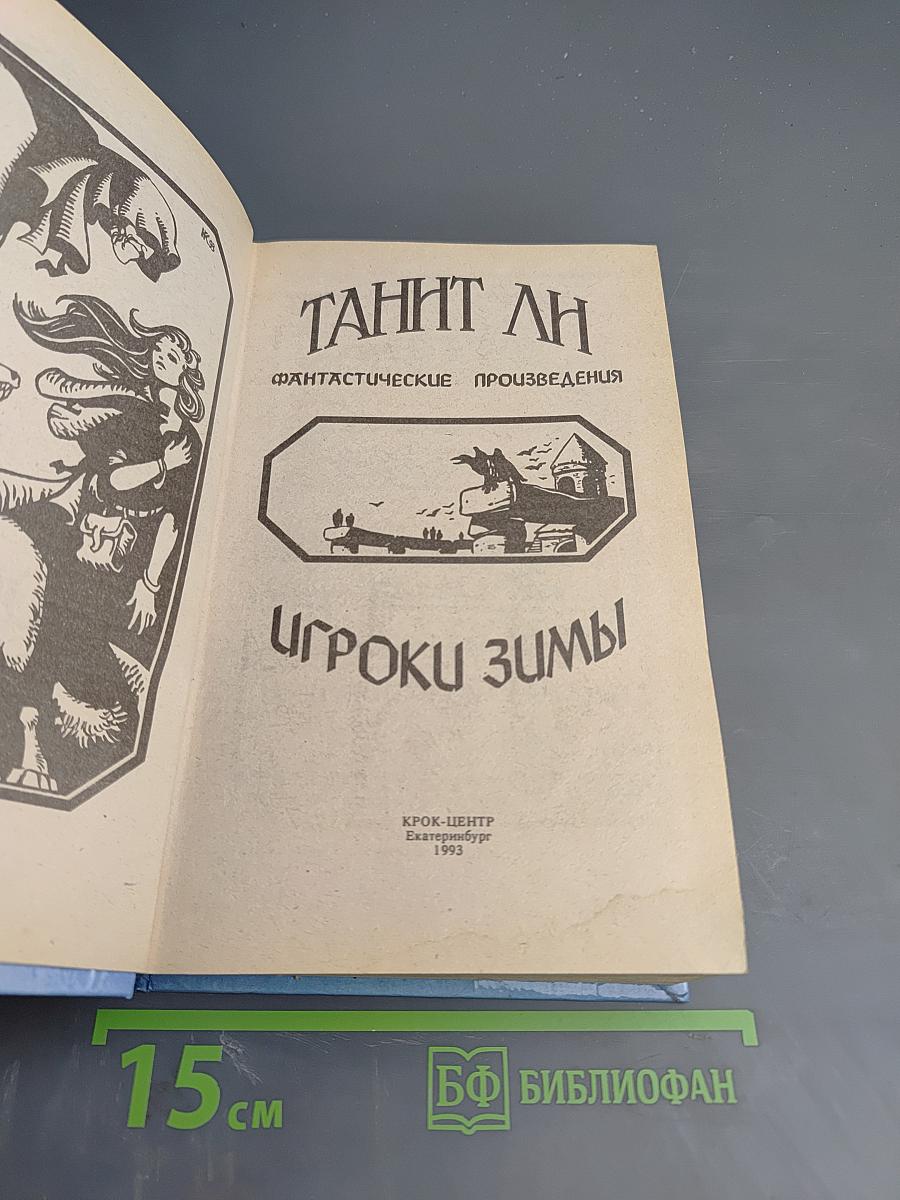 ТАНИТ ЛИ
ФАНТАСТИЧЕСКИЕ ПРОИЗВЕДЕНИЯ
ИГРОКИ ЗИМЫ
КРОК-ЦЕНТР
Екатеринбург
1993
15 см
БФ БИБЛИОФАН